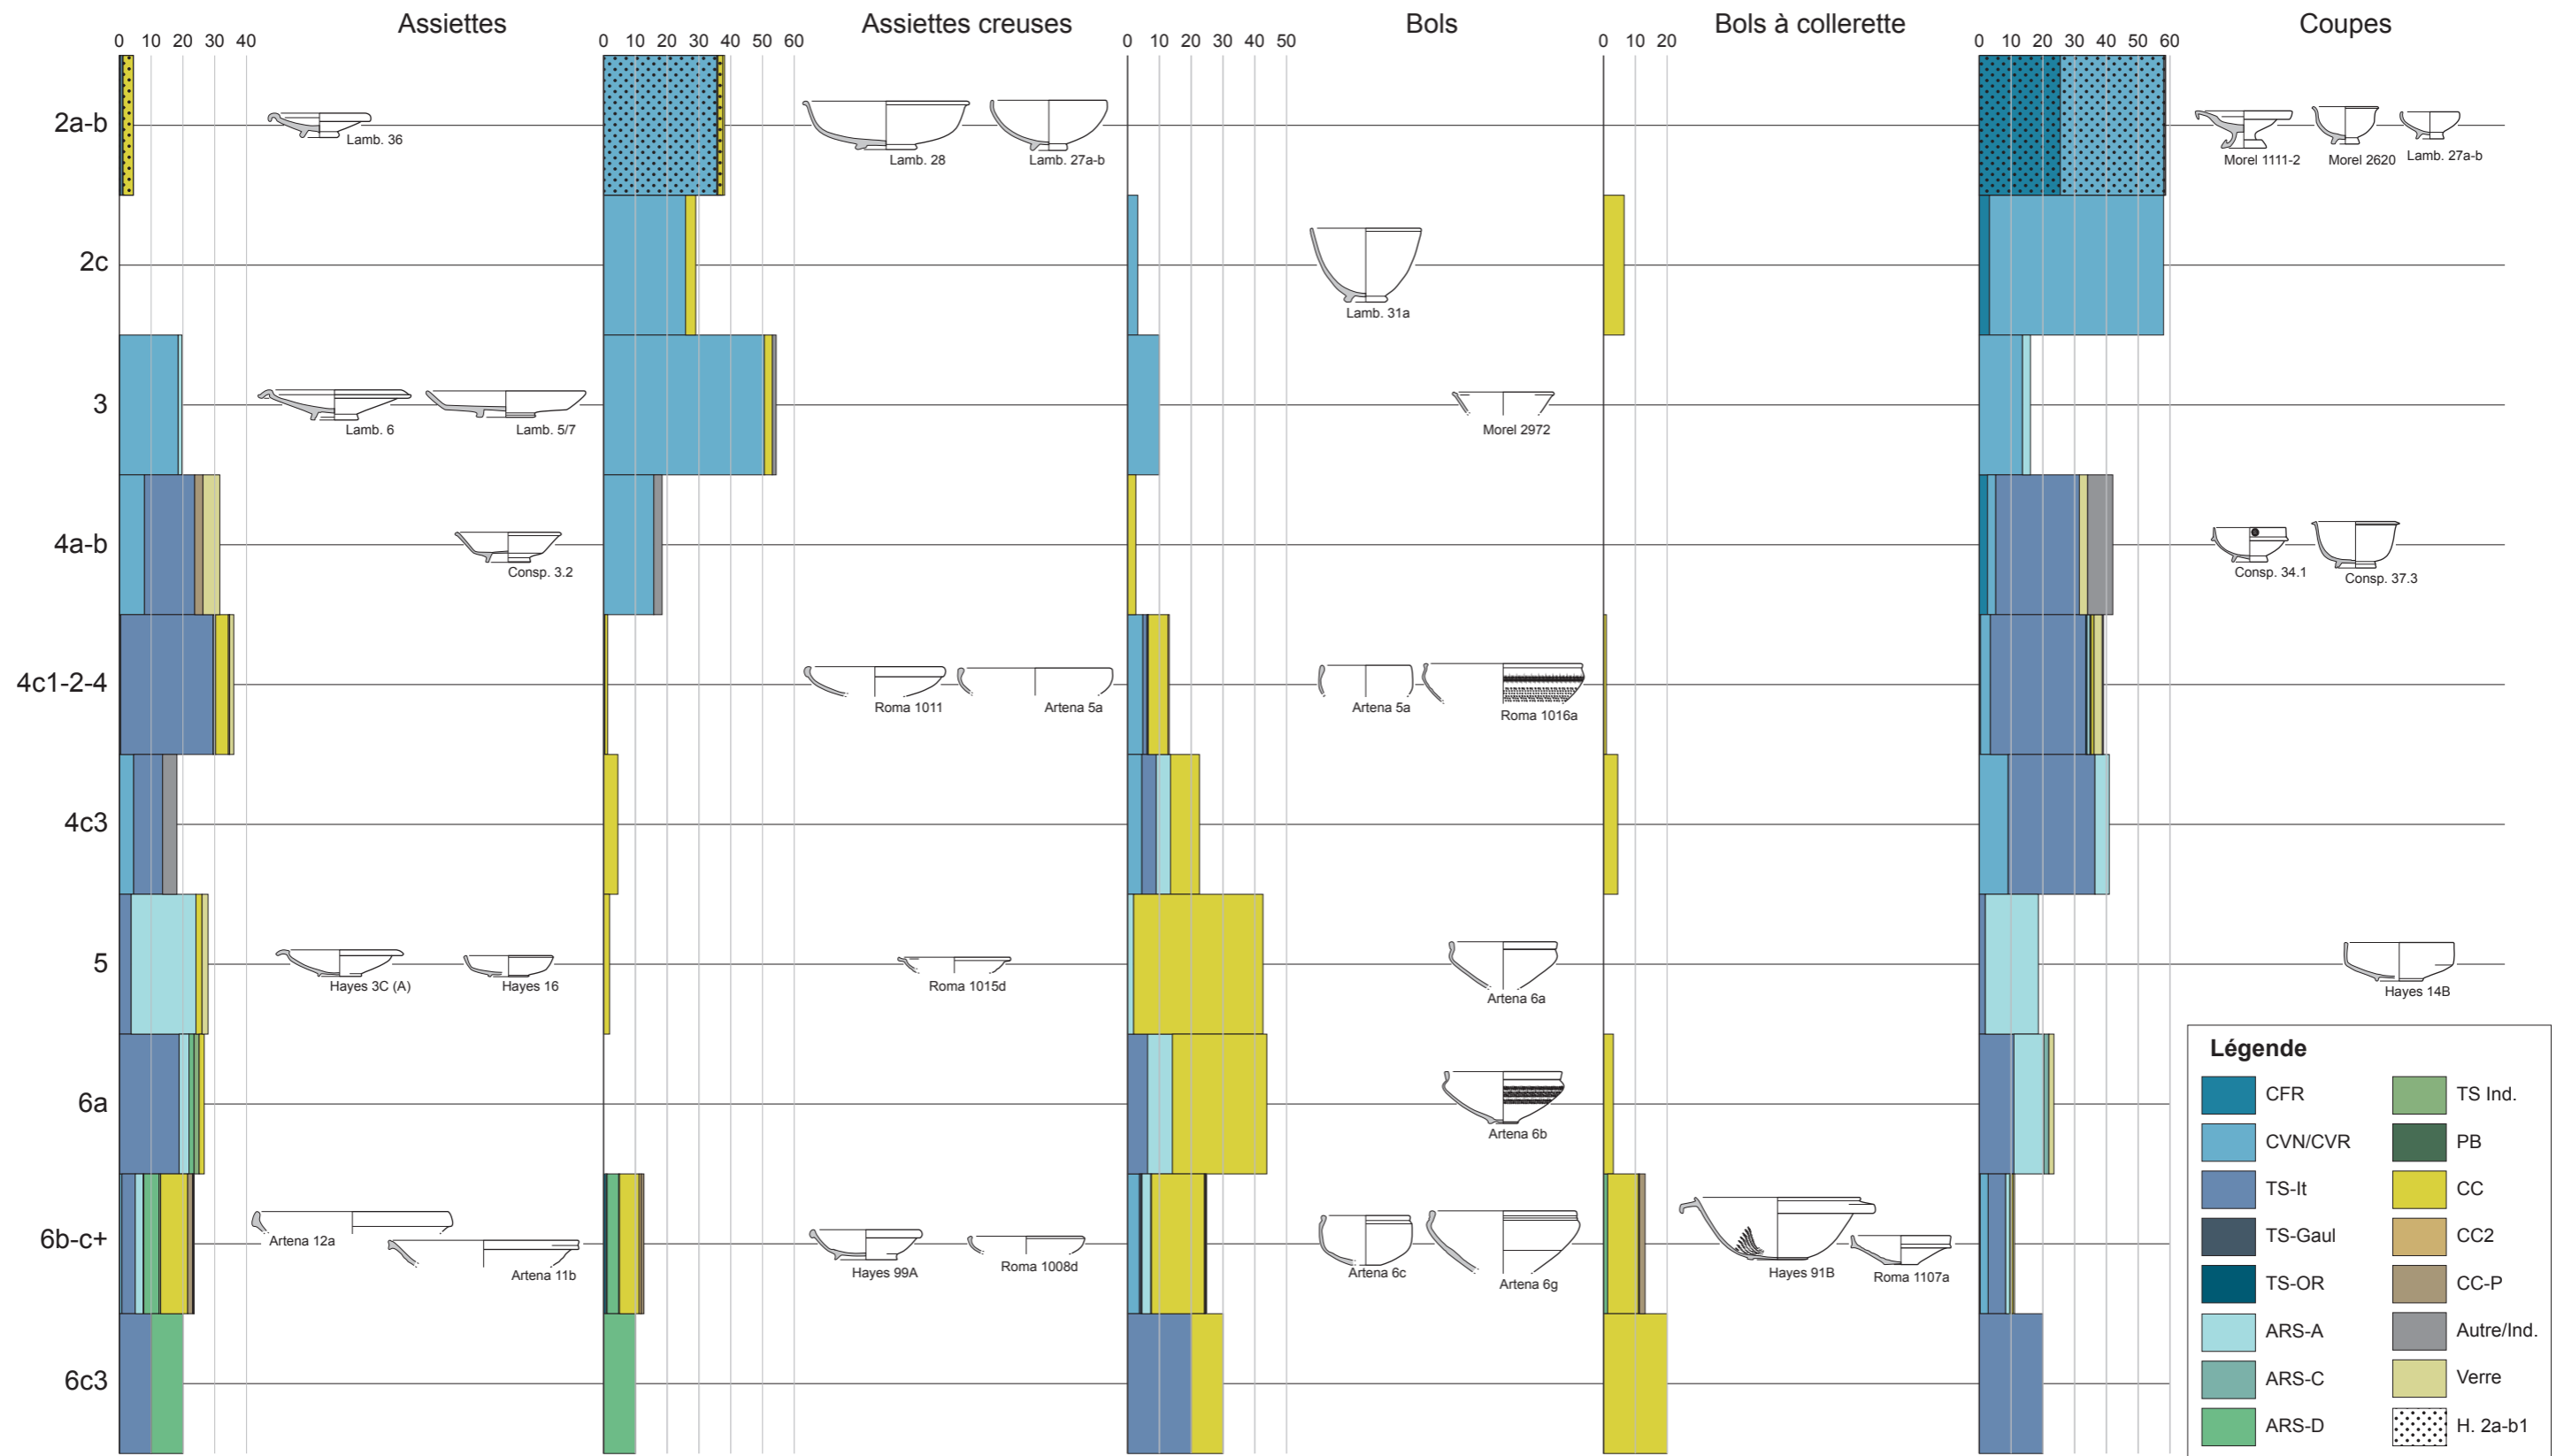 Assiettes Assiettes creuses Bols Bols à collerette Coupes
0 10 20 30 40 0 10 20 30 40 50 60 0 10 20 30 40 50 0 10 20 0 10 20 30 40 50 60
2a-b
Lamb. 36 Lamb. 28 Lamb. 27a-b Morel 1111-2 Morel 2620 Lamb. 27a-b
2c
Lamb. 31a
3
Lamb. 6 Lamb. 5/7 Morel 2972
4a-b
Consp. 3.2 Consp. 34.1 Consp. 37.3
4c1-2-4
Roma 1011 Artena 5a Artena 5a Roma 1016a
4c3
5
Hayes 3C (A) Hayes 16 Roma 1015d Artena 6a Hayes 14B
6a
Artena 6b
6b-c+
Artena 12a Artena 11b Hayes 99A Roma 1008d Artena 6c Artena 6g Hayes 91B Roma 1107a
6c3
Légende
CFR
CVN/CVR
TS-It
TS-Gaul
TS-OR
ARS-A
ARS-C
ARS-D
TS Ind.
PB
CC
CC2
CC-P
Autre/Ind.
Verre
H. 2a-b1